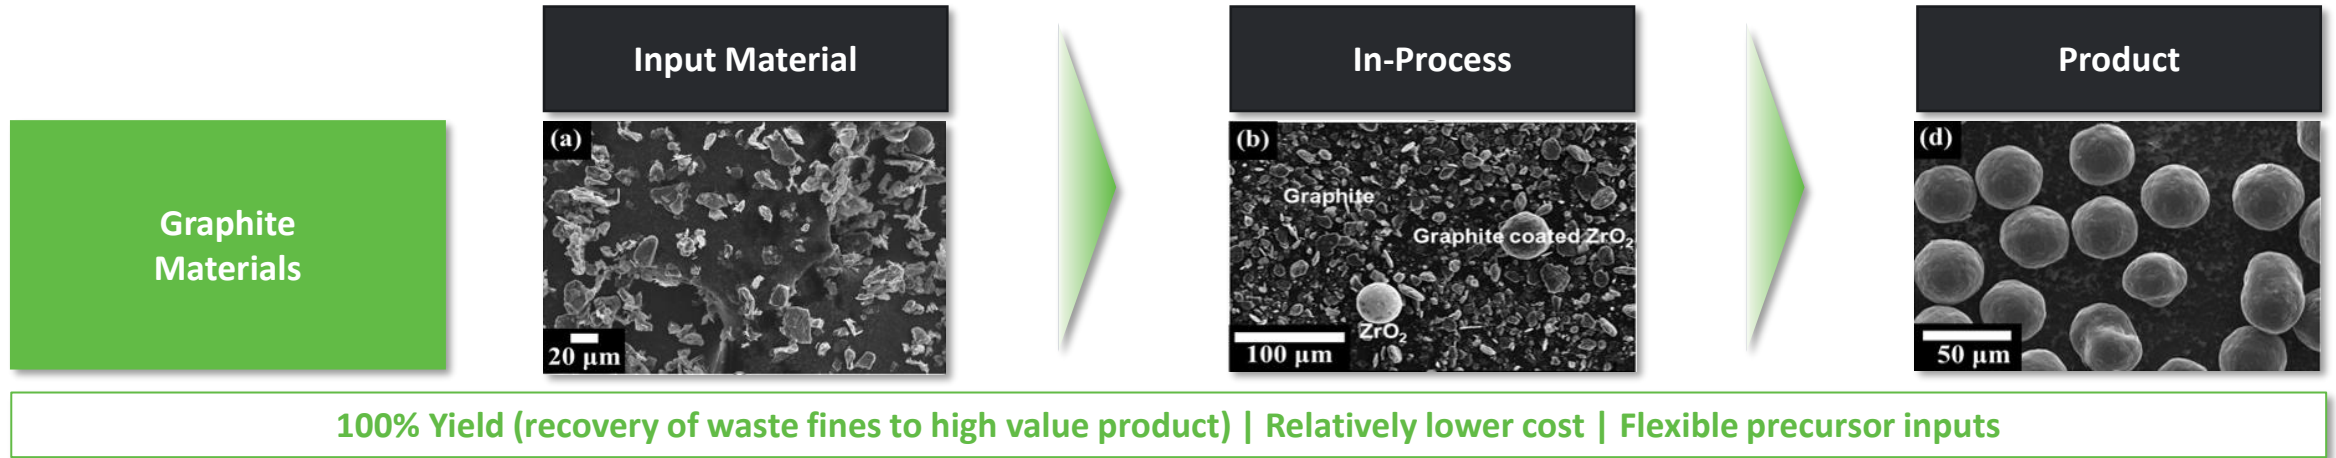 Input Material
In-Process
Product
Graphite
Materials
(a)
20 µm
(b)
Graphite
Graphite coated ZrO₂
ZrO₂
100 µm
(d)
50 µm
100% Yield (recovery of waste fines to high value product) | Relatively lower cost | Flexible precursor inputs